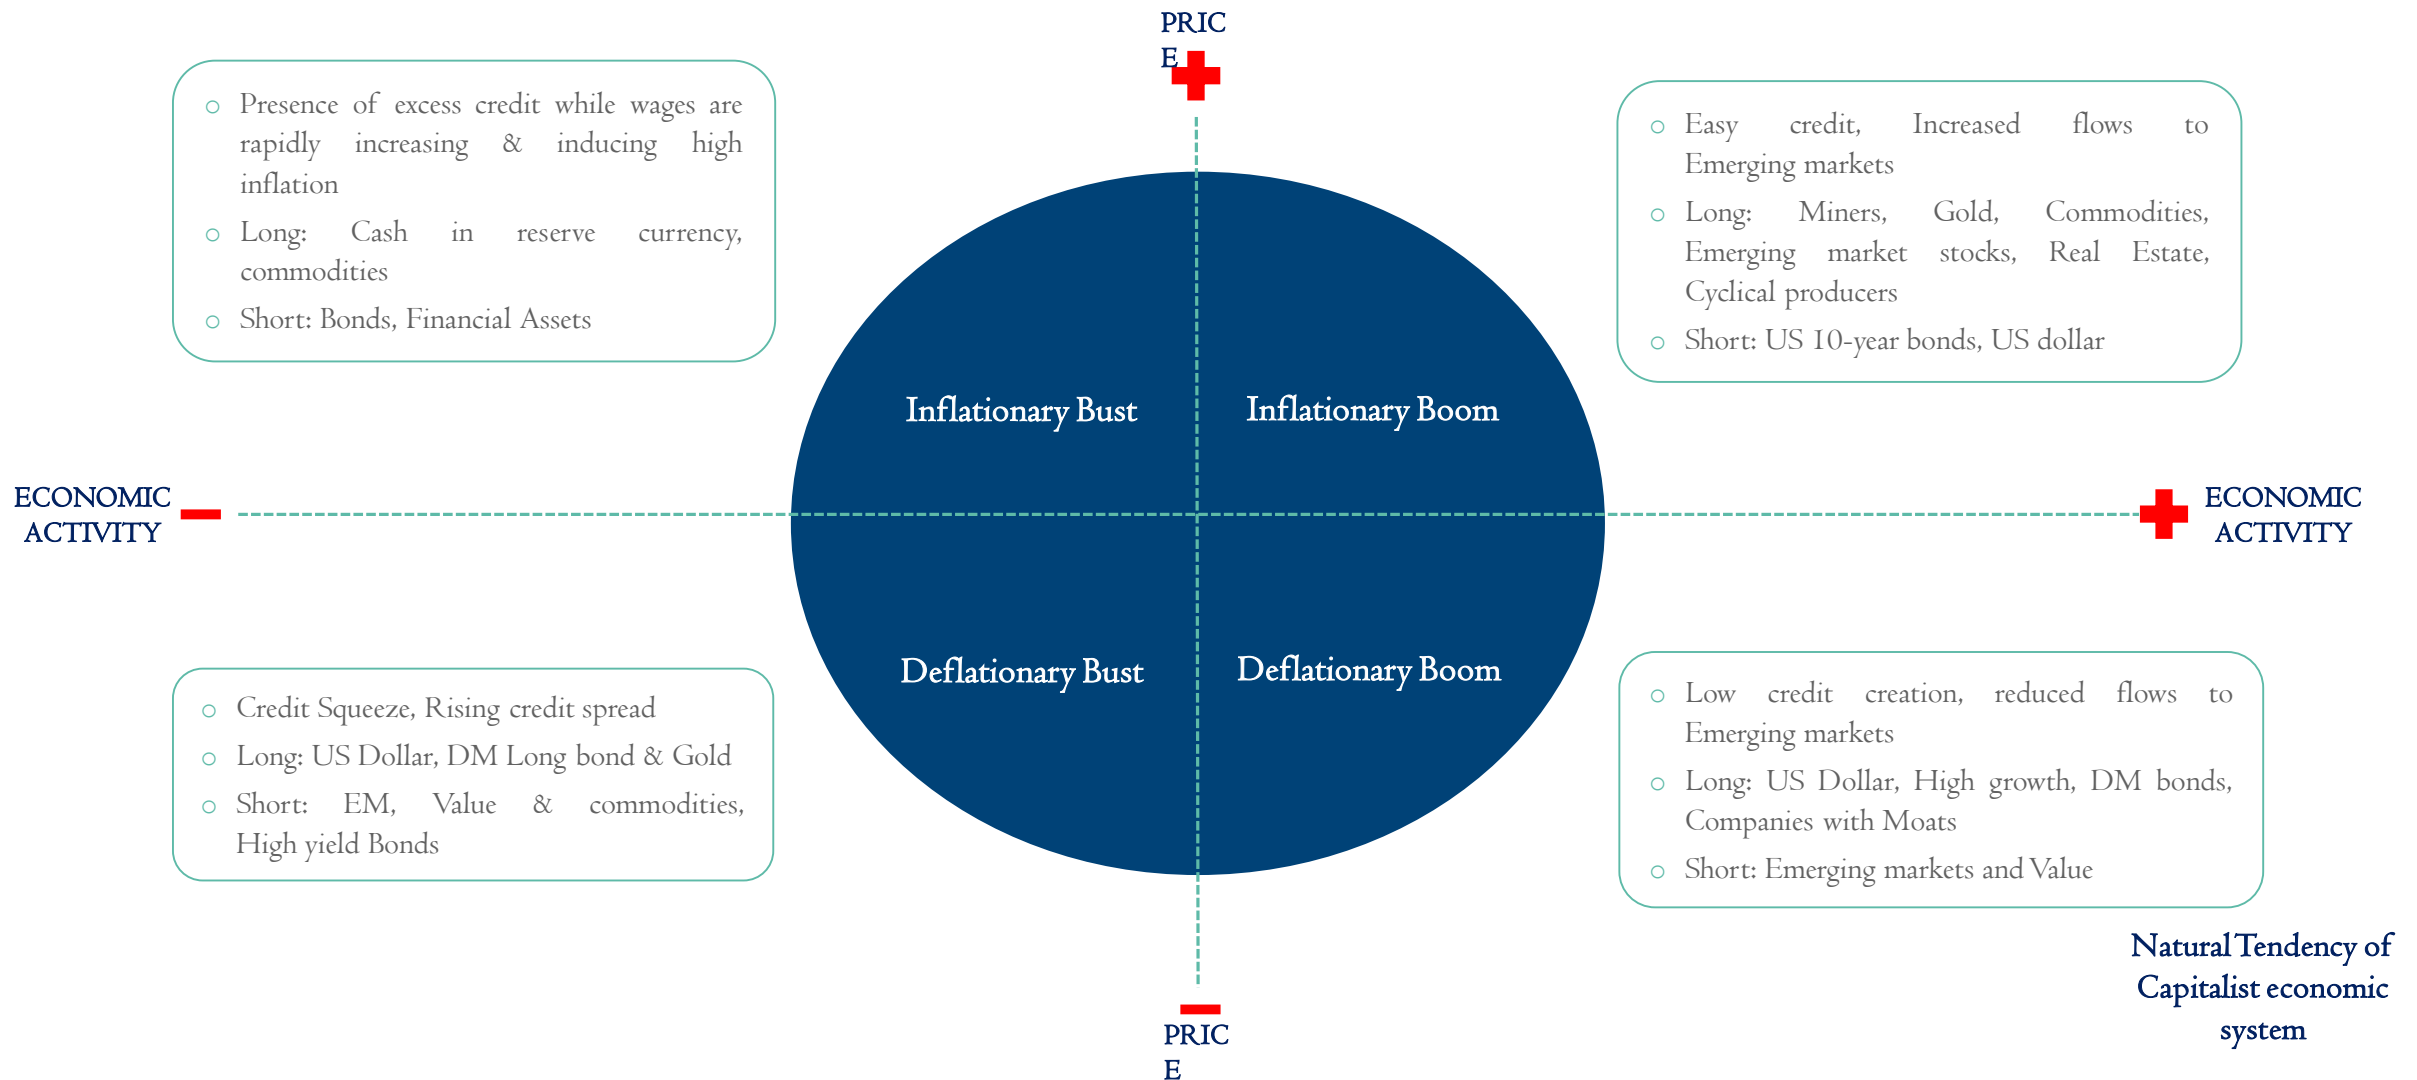 PRIC
E
○ Presence of excess credit while wages are
rapidly increasing & inducing high
inflation
○ Long: Cash in reserve currency,
commodities
○ Short: Bonds, Financial Assets
○ Easy credit, Increased flows to
Emerging markets
○ Long: Miners, Gold, Commodities,
Emerging market stocks, Real Estate,
Cyclical producers
○ Short: US 10-year bonds, US dollar
Inflationary Bust
Inflationary Boom
ECONOMIC
ACTIVITY
ECONOMIC
ACTIVITY
Deflationary Bust
Deflationary Boom
○ Credit Squeeze, Rising credit spread
○ Long: US Dollar, DM Long bond & Gold
○ Short: EM, Value & commodities,
High yield Bonds
○ Low credit creation, reduced flows to
Emerging markets
○ Long: US Dollar, High growth, DM bonds,
Companies with Moats
○ Short: Emerging markets and Value
Natural Tendency of
Capitalist economic
system
PRIC
E